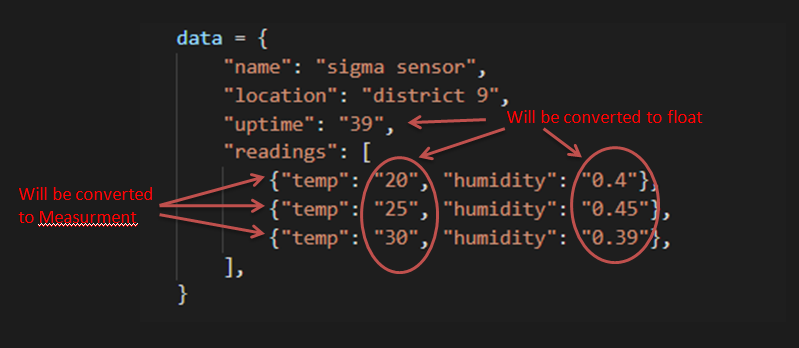 data = {
"name": "sigma sensor",
"location": "district 9",
"uptime": "39",
Will be converted to float
"readings": [
{"temp": "20", "humidity": "0.4"},
Will be converted
to Measurment
{"temp": "25", "humidity": "0.45"},
{"temp": "30", "humidity": "0.39"},
],
}